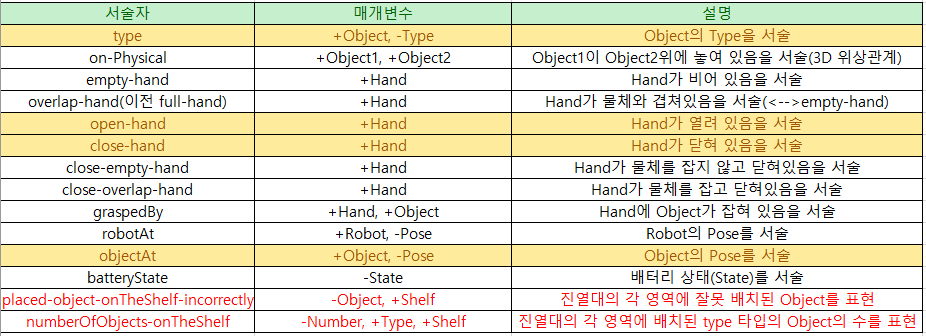 서술자 매개변수 설명
type +Object, -Type Object의 Type을 서술
on-Physical +Object1, +Object2 Object1이 Object2위에 놓여 있음을 서술(3D 위상관계)
empty-hand +Hand Hand가 비어 있음을 서술
overlap-hand(이전 full-hand) +Hand Hand가 물체와 겹쳐있음을 서술(<-->empty-hand)
open-hand +Hand Hand가 열려 있음을 서술
close-hand +Hand Hand가 닫혀 있음을 서술
close-empty-hand +Hand Hand가 물체를 잡지 않고 닫혀있음을 서술
close-overlap-hand +Hand Hand가 물체를 잡고 닫혀있음을 서술
graspedBy +Hand, +Object Hand에 Object가 잡혀 있음을 서술
robotAt +Robot, -Pose Robot의 Pose를 서술
objectAt +Object, -Pose Object의 Pose를 서술
batteryState -State 배터리 상태(State)를 서술
placed-object-onTheShelf-incorrectly -Object, +Shelf 진열대의 각 영역에 잘못 배치된 Object를 표현
numberOfObjects-onTheShelf -Number, +Type, +Shelf 진열대의 각 영역에 배치된 type 타입의 Object의 수를 표현